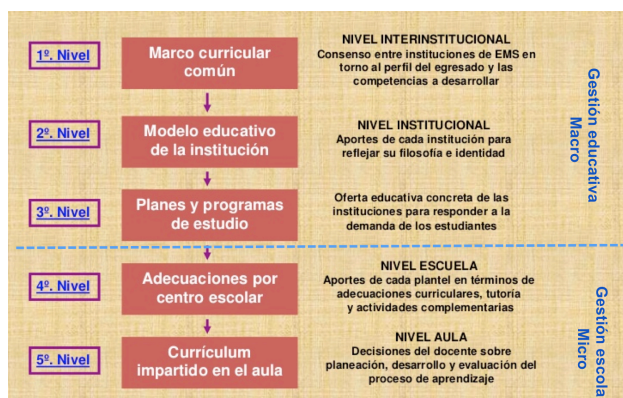 1º. Nivel
Marco curricular
común
NIVEL INTERINSTITUCIONAL
Consenso entre instituciones de EMS en
torno al perfil del egresado y las
competencias a desarrollar
2º. Nivel
Modelo educativo
de la institución
NIVEL INSTITUCIONAL
Aportes de cada institución para
reflejar su filosofía e identidad
3º. Nivel
Planes y programas
de estudio
Oferta educativa concreta de las
instituciones para responder a la
demanda de los estudiantes
Gestión educativa
Macro
4º. Nivel
Adecuaciones por
centro escolar
NIVEL ESCUELA
Aportes de cada plantel en términos de
adecuaciones curriculares, tutoría
y actividades complementarias
5º. Nivel
Currículum
impartido en el aula
NIVEL AULA
Decisiones del docente sobre
planeación, desarrollo y evaluación del
proceso de aprendizaje
Gestión escola
Micro